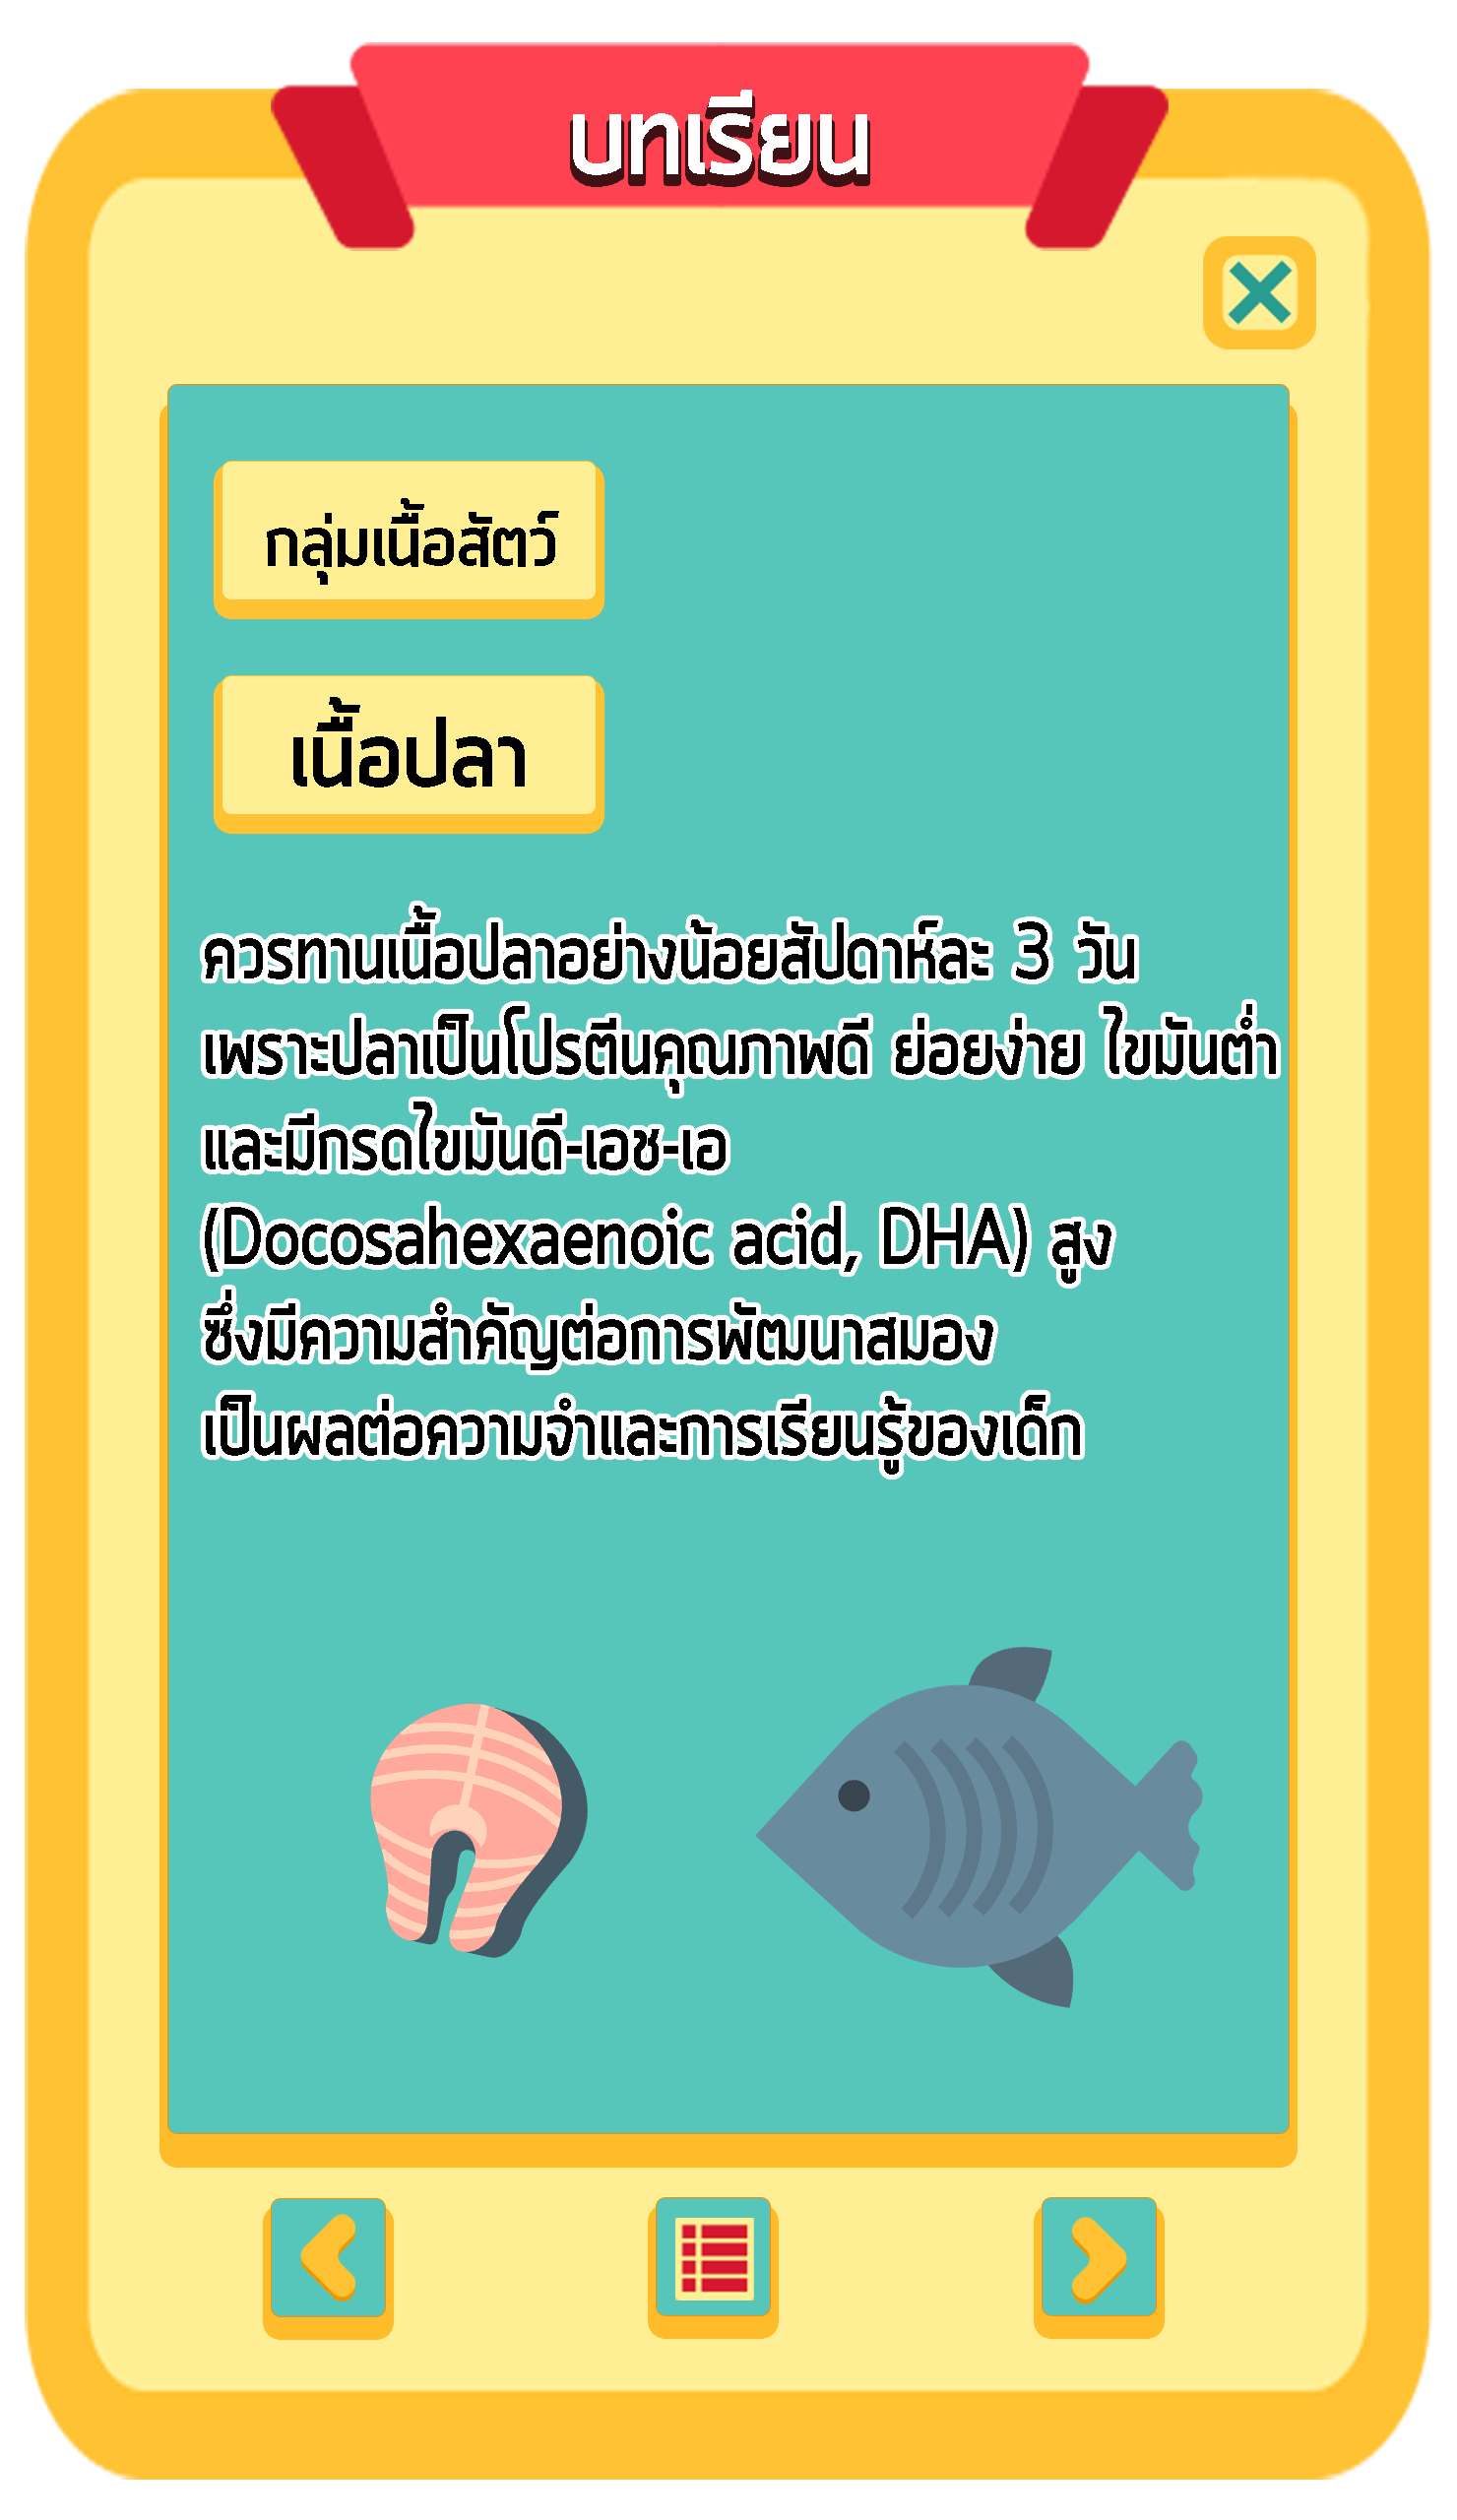 บทเรียน
กลุ่มเนื้อสัตว์
เนื้อปลา
ควรทานเนื้อปลาอย่างน้อยสัปดาห์ละ 3 วัน
เพราะปลาเป็นโปรตีนคุณภาพดี ย่อยง่าย ไขมันต่ำ
และมีกรดไขมันดี-เอช-เอ
(Docosahexaenoic acid, DHA) สูง
ซึ่งมีความสำคัญต่อการพัฒนาสมอง
เป็นผลต่อความจำและการเรียนรู้ของเด็ก